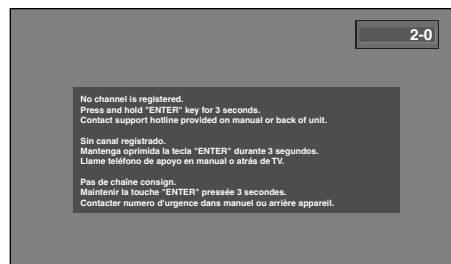 2-0
No channel is registered.
Press and hold "ENTER" key for 3 seconds.
Contact support hotline provided on manual or back of unit.
Sin canal registrado.
Mantenga oprimida la tecla "ENTER" durante 3 segundos.
Llame teléfono de apoyo en manual o atrás de TV.
Pas de chaîne consign.
Maintenir la touche "ENTER" pressée 3 secondes.
Contacter numero d'urgence dans manuel ou arrière appareil.